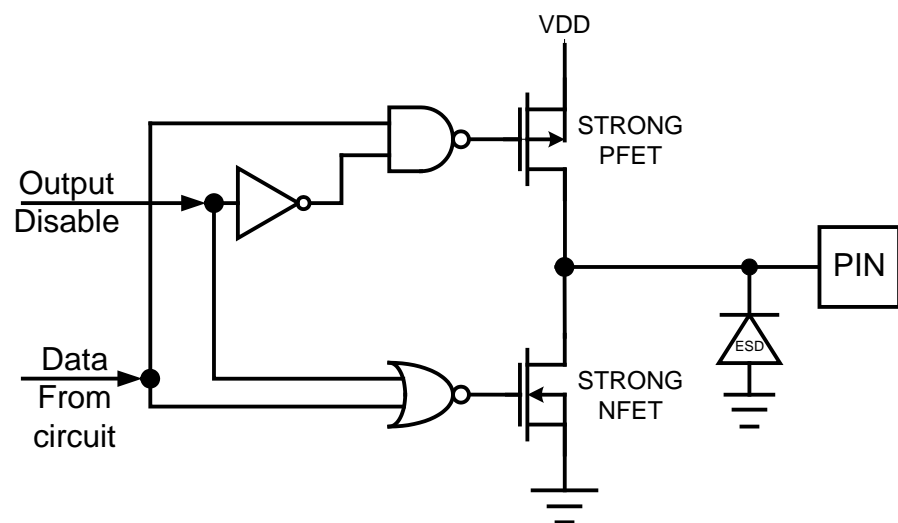 VDD
STRONG
PFET
Output
Disable
PIN
ESD
Data
From
circuit
STRONG
NFET